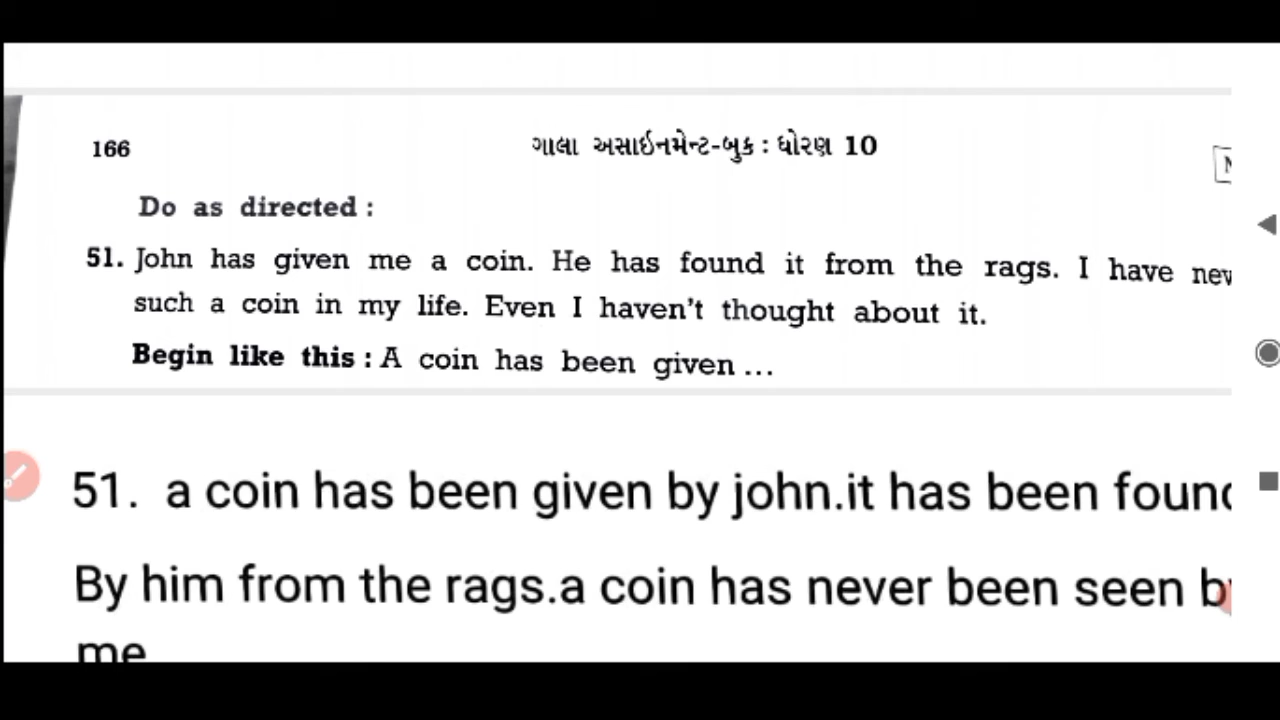 166 ગાલા અસાઇનમેન્ટ-બુક : ધોરણ 10
Do as directed :
51. John has given me a coin. He has found it from the rags. I have
such a coin in my life. Even I haven't thought about it.
Begin like this : A coin has been given ...
51. a coin has been given by john.it has been
By him from the rags.a coin has never been seen
me